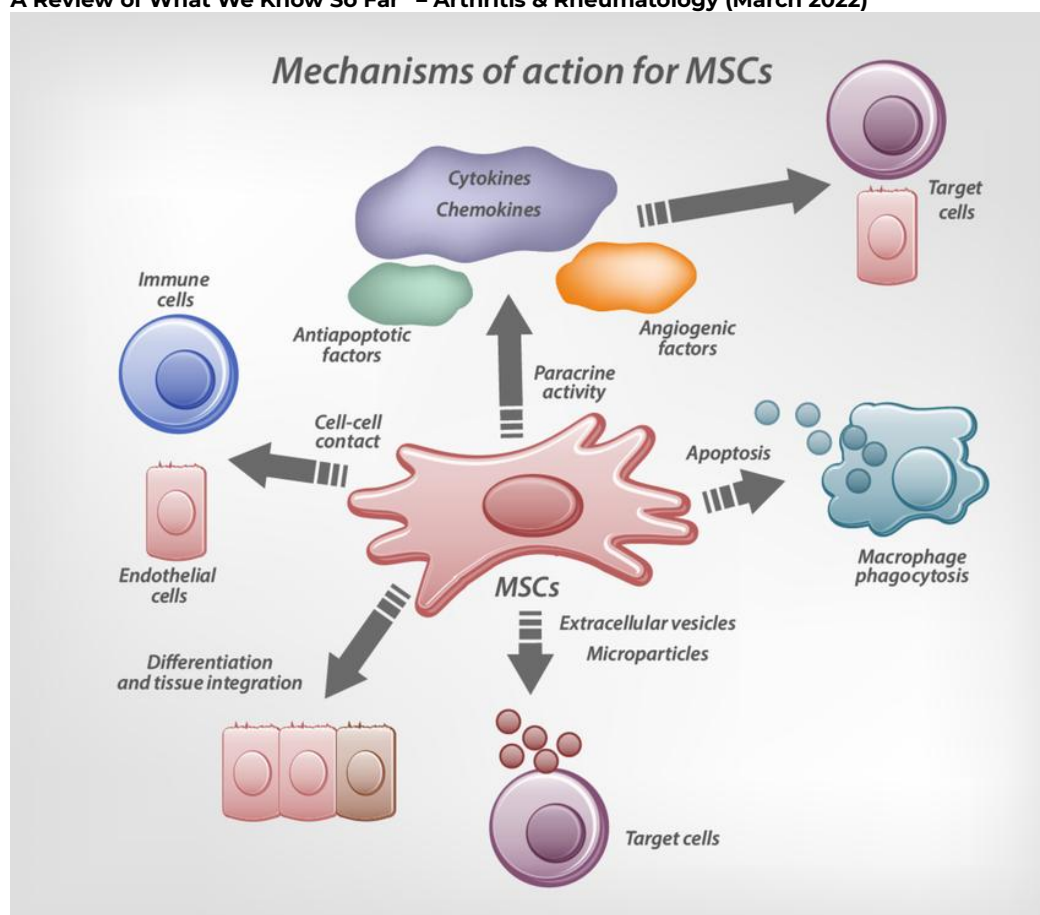 A Review of What We Know So Far" – Arthritis & Rheumatology (March 2022)
Mechanisms of action for MSCs
Cytokines
Chemokines
Target
cells
Immune
cells
Antiapoptotic
factors
Angiogenic
factors
Paracrine
activity
Cell-cell
contact
Apoptosis
Macrophage
phagocytosis
Endothelial
cells
MSCs
Extracellular vesicles
Microparticles
Differentiation
and tissue integration
Target cells